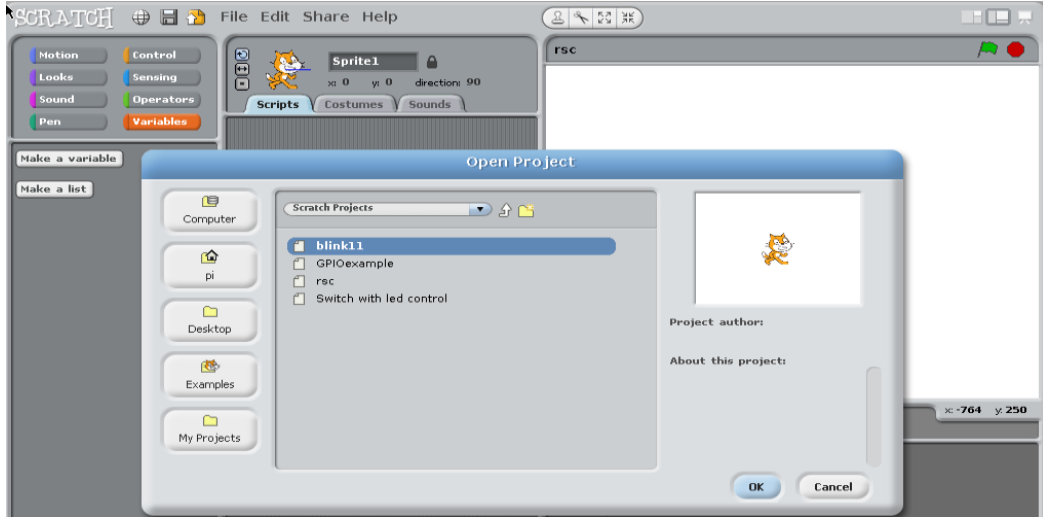 SCRATCH File Edit Share Help
Motion Control
Looks Sensing
Sound Operators
Pen Variables
Sprite1
x: 0 y: 0 direction: 90
Scripts Costumes Sounds
rsc
Make a variable
Make a list
Open Project
Computer
pi
Desktop
Examples
My Projects
Scratch Projects
blink11
GPIOexample
rsc
Switch with led control
Project author:
About this project:
OK Cancel
x: -764 y: 250